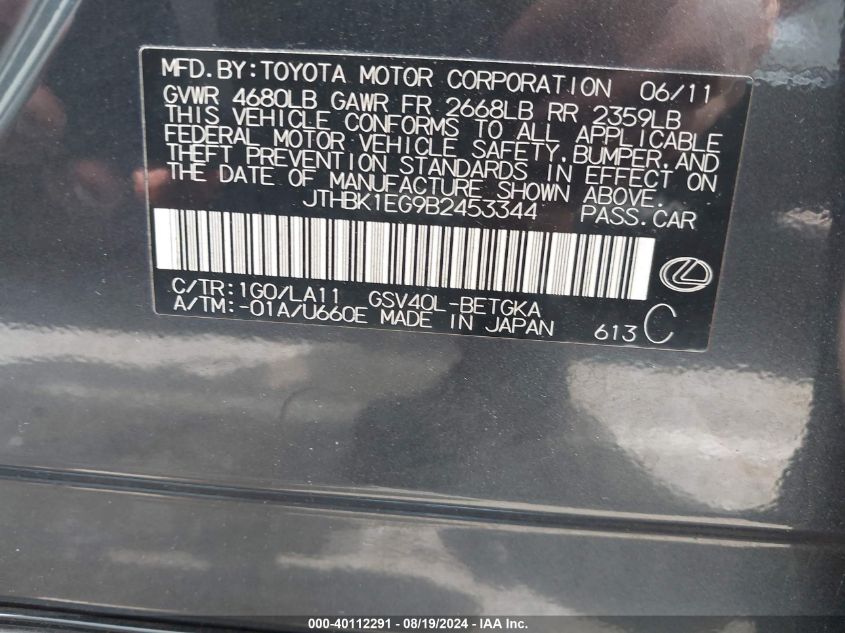 MFD.BY:TOYOTA MOTOR CORPORATION 06/11
GVWR 4680LB GAWR FR 2668LB RR 2359LB
THIS VEHICLE CONFORMS TO ALL APPLICABLE
FEDERAL MOTOR VEHICLE SAFETY,BUMPER,AND
THEFT PREVENTION STANDARDS IN EFFECT ON
THE DATE OF MANUFACTURE SHOWN ABOVE.
JTHBK1EG9B2453344 PASS.CAR
C/TR:1G0/LA11 GSV40L-BETGKA
A/TM:-01A/U660E MADE IN JAPAN 613 C
000-40112291 - 08/19/2024 - IAA Inc.